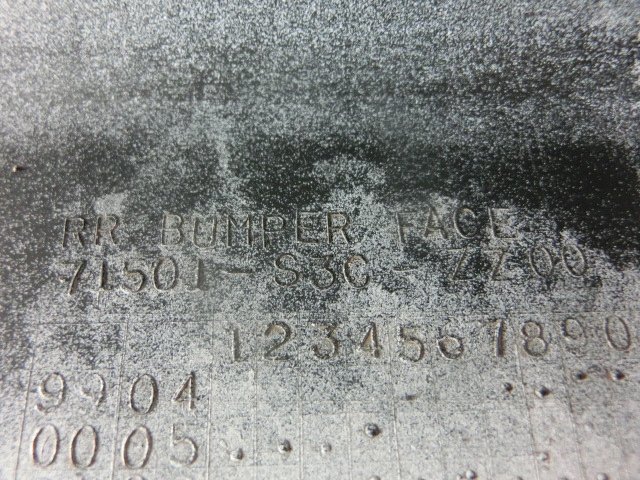 RR BUMPER FACE
71501-S3C-ZZ00
1234567890
9904
0005